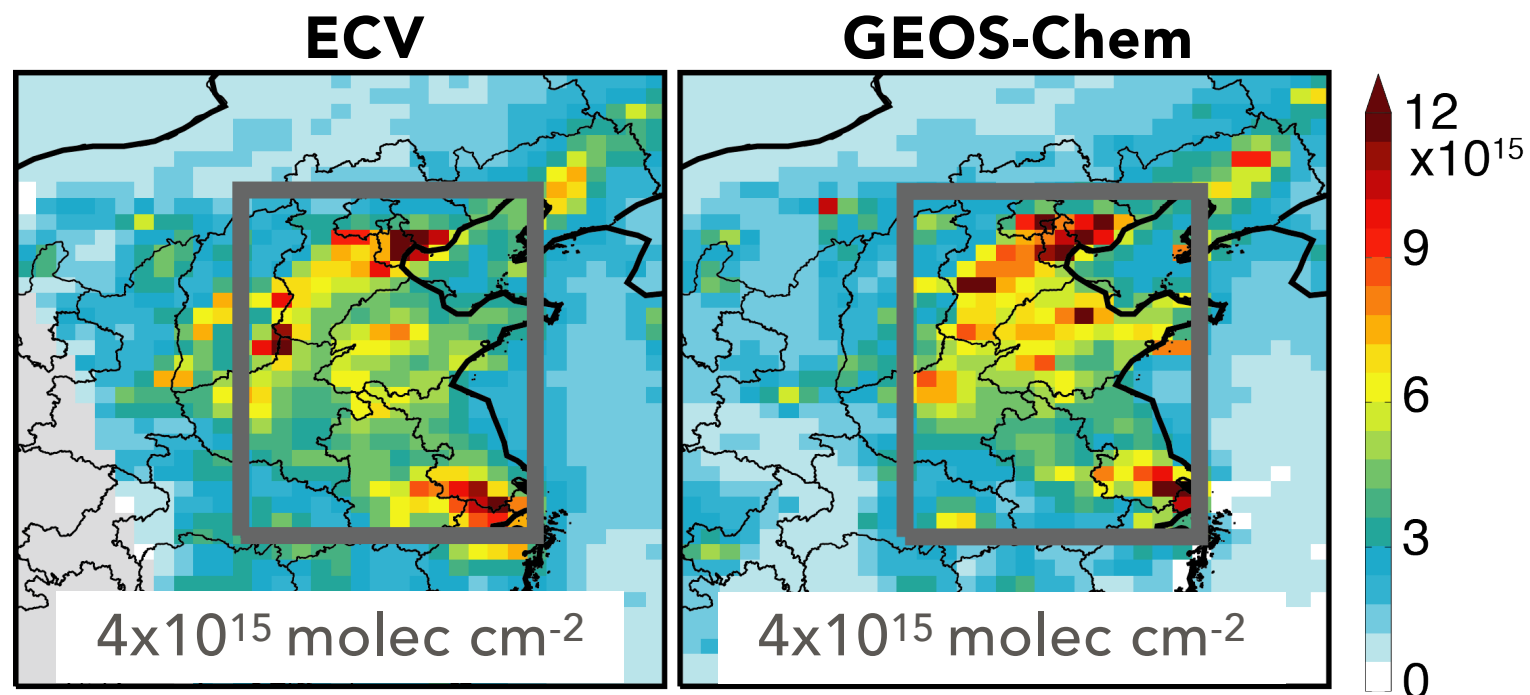 ECV
GEOS-Chem
12
x10¹⁵
9
6
3
0
4x10¹⁵ molec cm⁻²
4x10¹⁵ molec cm⁻²